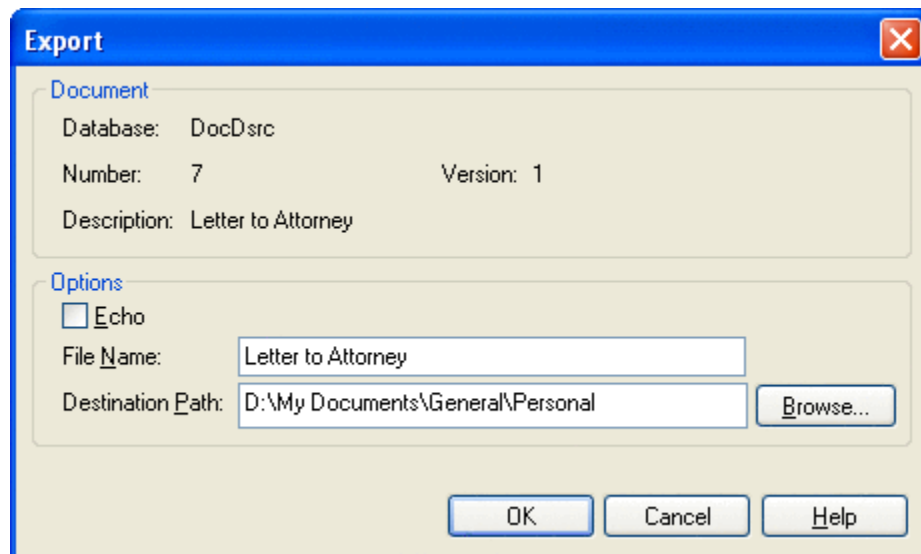 Export
Document
Database: DocDsrc
Number: 7 Version: 1
Description: Letter to Attorney
Options
Echo
File Name: Letter to Attorney
Destination Path: D:\My Documents\General\Personal Browse...
OK Cancel Help